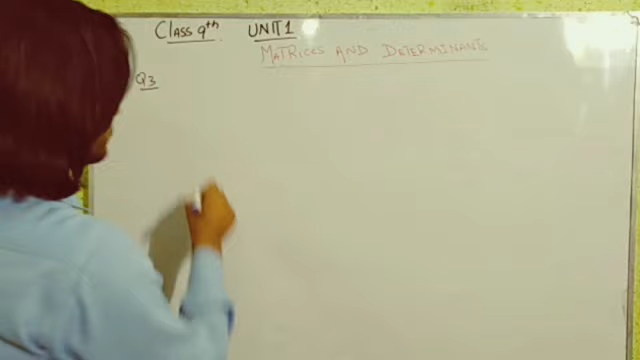 Class 9th. UNIT 1
MATRICES AND DETERMINANTS
Q3